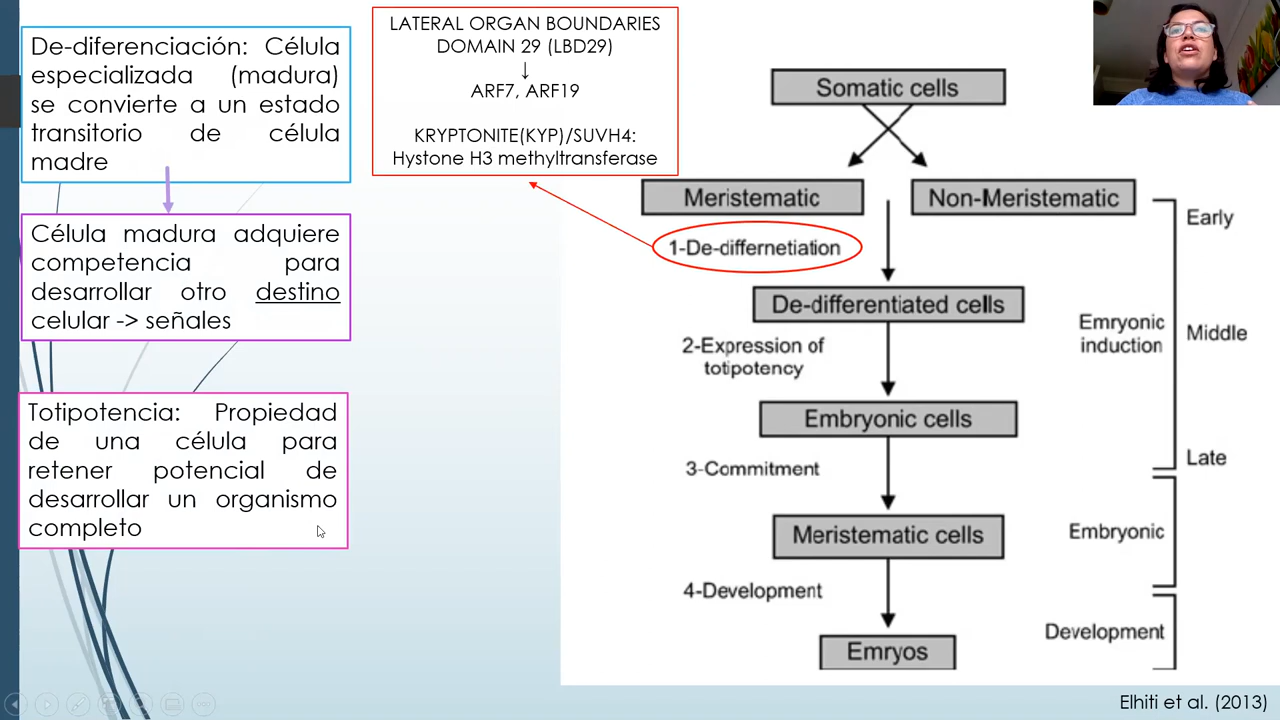 De-diferenciación: Célula
especializada (madura)
se convierte a un estado
transitorio de célula
madre
Célula madura adquiere
competencia para
desarrollar otro destino
celular -> señales
Totipotencia: Propiedad
de una célula para
retener potencial de
desarrollar un organismo
completo
LATERAL ORGAN BOUNDARIES
DOMAIN 29 (LBD29)
↓
ARF7, ARF19
KRYPTONITE(KYP)/SUVH4:
Hystone H3 methyltransferase
Somatic cells
Meristematic
Non-Meristematic
1-De-differnetiation
De-differentiated cells
2-Expression of
totipotency
Embryonic cells
3-Commitment
Meristematic cells
4-Development
Emryos
Early
Emryonic
induction
Middle
Late
Embryonic
Development
Elhiti et al. (2013)